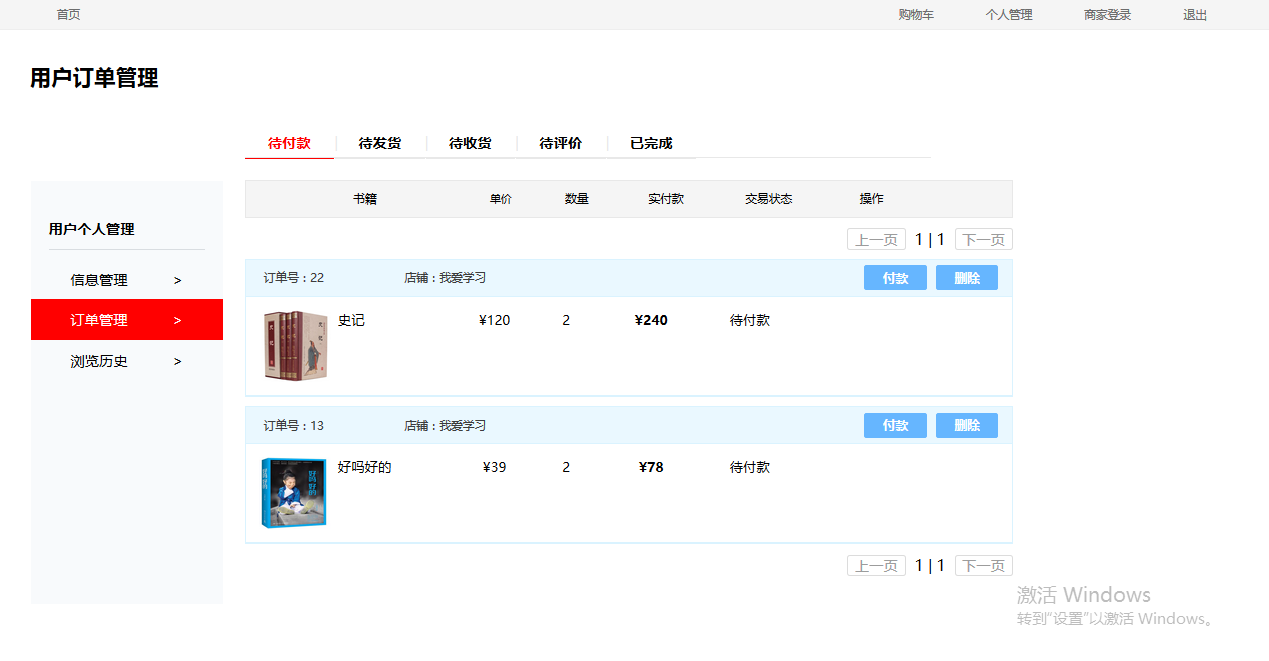 首页 购物车 个人管理 商家登录 退出
用户订单管理
待付款 待发货 待收货 待评价 已完成
用户个人管理
信息管理 >
订单管理 >
浏览历史 >
书籍 单价 数量 实付款 交易状态 操作
上一页 1 | 1 下一页
订单号 : 22 店铺 : 我爱学习 付款 删除
史记 ¥120 2 ¥240 待付款
订单号 : 13 店铺 : 我爱学习 付款 删除
好吗好的 ¥39 2 ¥78 待付款
上一页 1 | 1 下一页
激活 Windows
转到"设置"以激活 Windows。